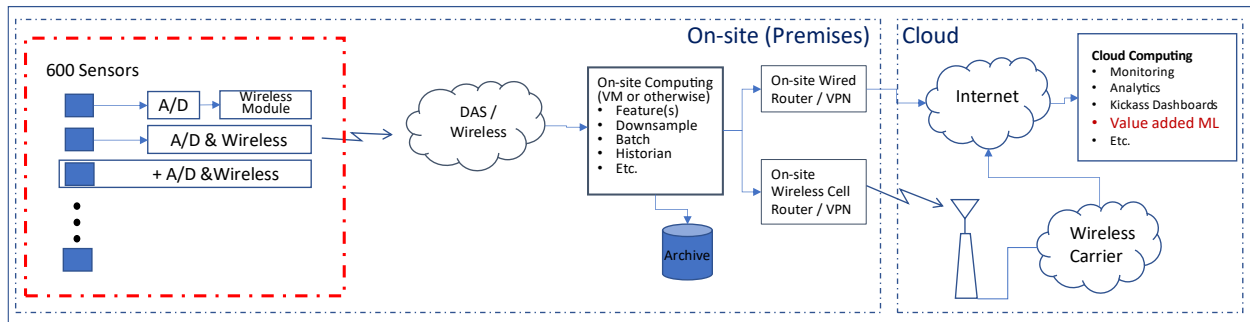 On-site (Premises)
Cloud
600 Sensors
A/D
Wireless
Module
A/D & Wireless
+ A/D &Wireless
DAS /
Wireless
On-site Computing
(VM or otherwise)
• Feature(s)
• Downsample
• Batch
• Historian
• Etc.
Archive
On-site Wired
Router / VPN
On-site
Wireless Cell
Router / VPN
Internet
Wireless
Carrier
Cloud Computing
• Monitoring
• Analytics
• Kickass Dashboards
• Value added ML
• Etc.